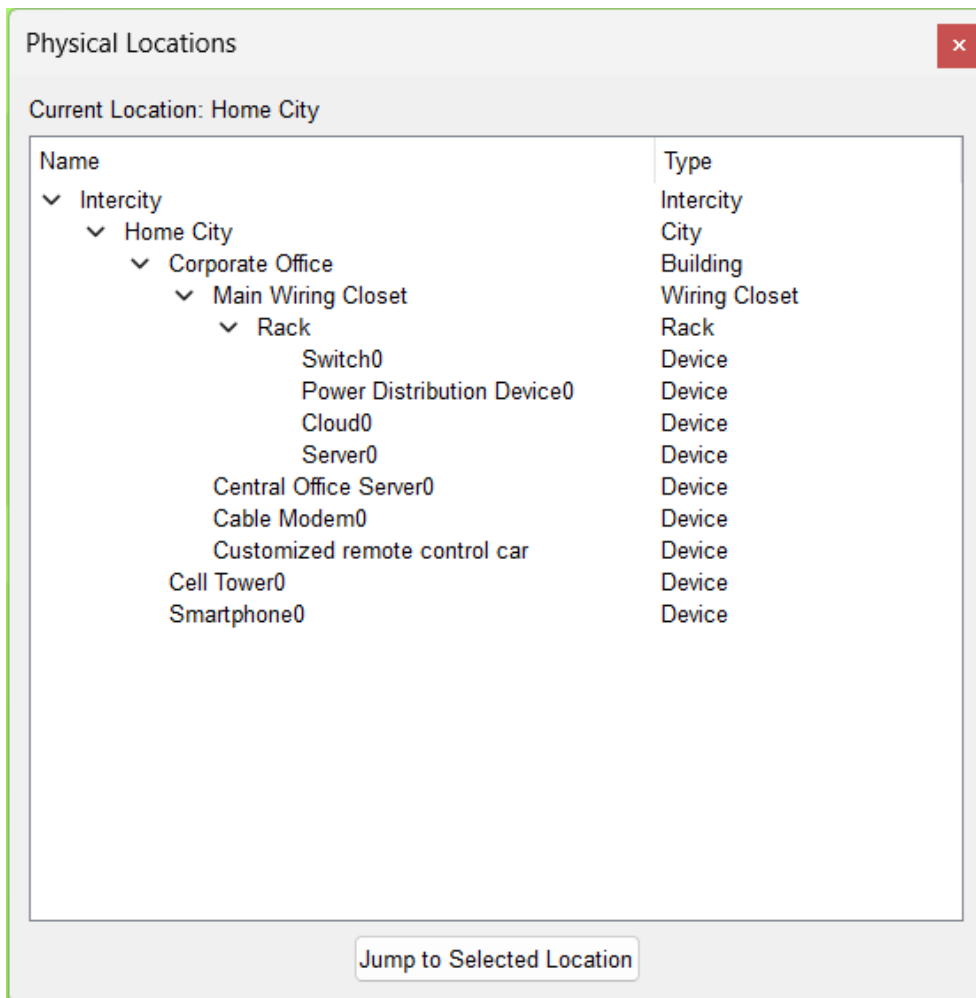 Physical Locations
Current Location: Home City
Name Type
Intercity Intercity
Home City City
Corporate Office Building
Main Wiring Closet Wiring Closet
Rack Rack
Switch0 Device
Power Distribution Device0 Device
Cloud0 Device
Server0 Device
Central Office Server0 Device
Cable Modem0 Device
Customized remote control car Device
Cell Tower0 Device
Smartphone0 Device
Jump to Selected Location